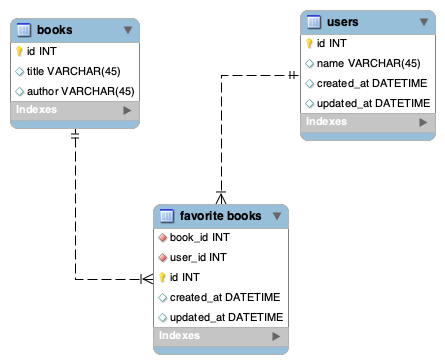 books
id INT
title VARCHAR(45)
author VARCHAR(45)
Indexes
users
id INT
name VARCHAR(45)
created_at DATETIME
updated_at DATETIME
Indexes
favorite books
book_id INT
user_id INT
id INT
created_at DATETIME
updated_at DATETIME
Indexes